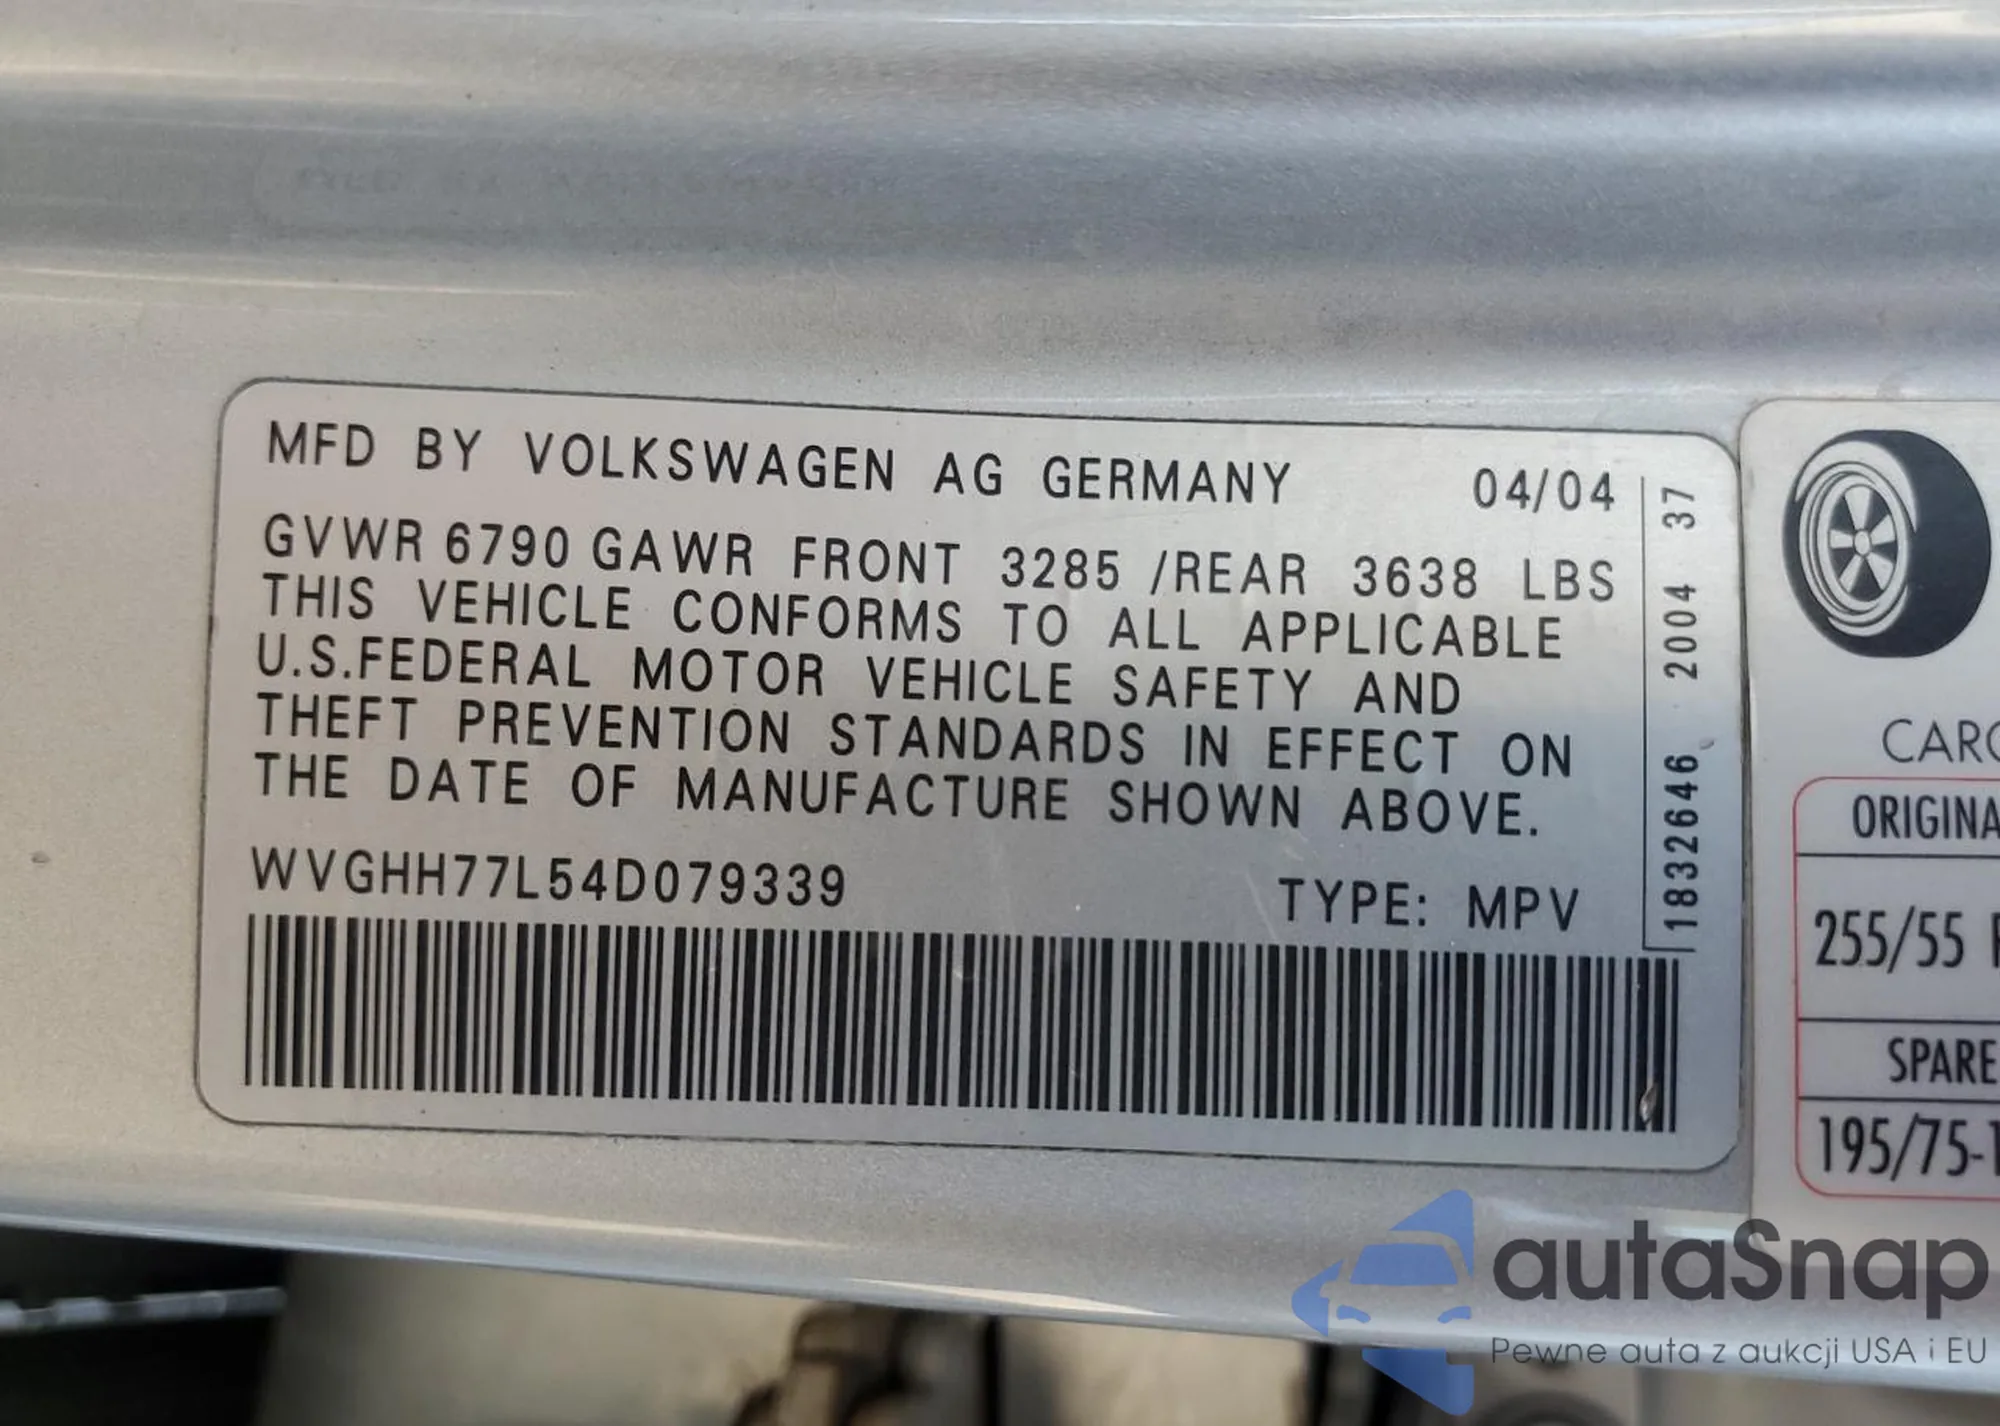 MFD BY VOLKSWAGEN AG GERMANY 04/04
GVWR 6790 GAWR FRONT 3285 /REAR 3638 LBS
THIS VEHICLE CONFORMS TO ALL APPLICABLE
U.S.FEDERAL MOTOR VEHICLE SAFETY AND
THEFT PREVENTION STANDARDS IN EFFECT ON
THE DATE OF MANUFACTURE SHOWN ABOVE.
WVGHH77L54D079339 TYPE: MPV
1832646 2004 37
255/55
SPARE
195/75-1
autaSnap
Pewne auta z aukcji USA i EU